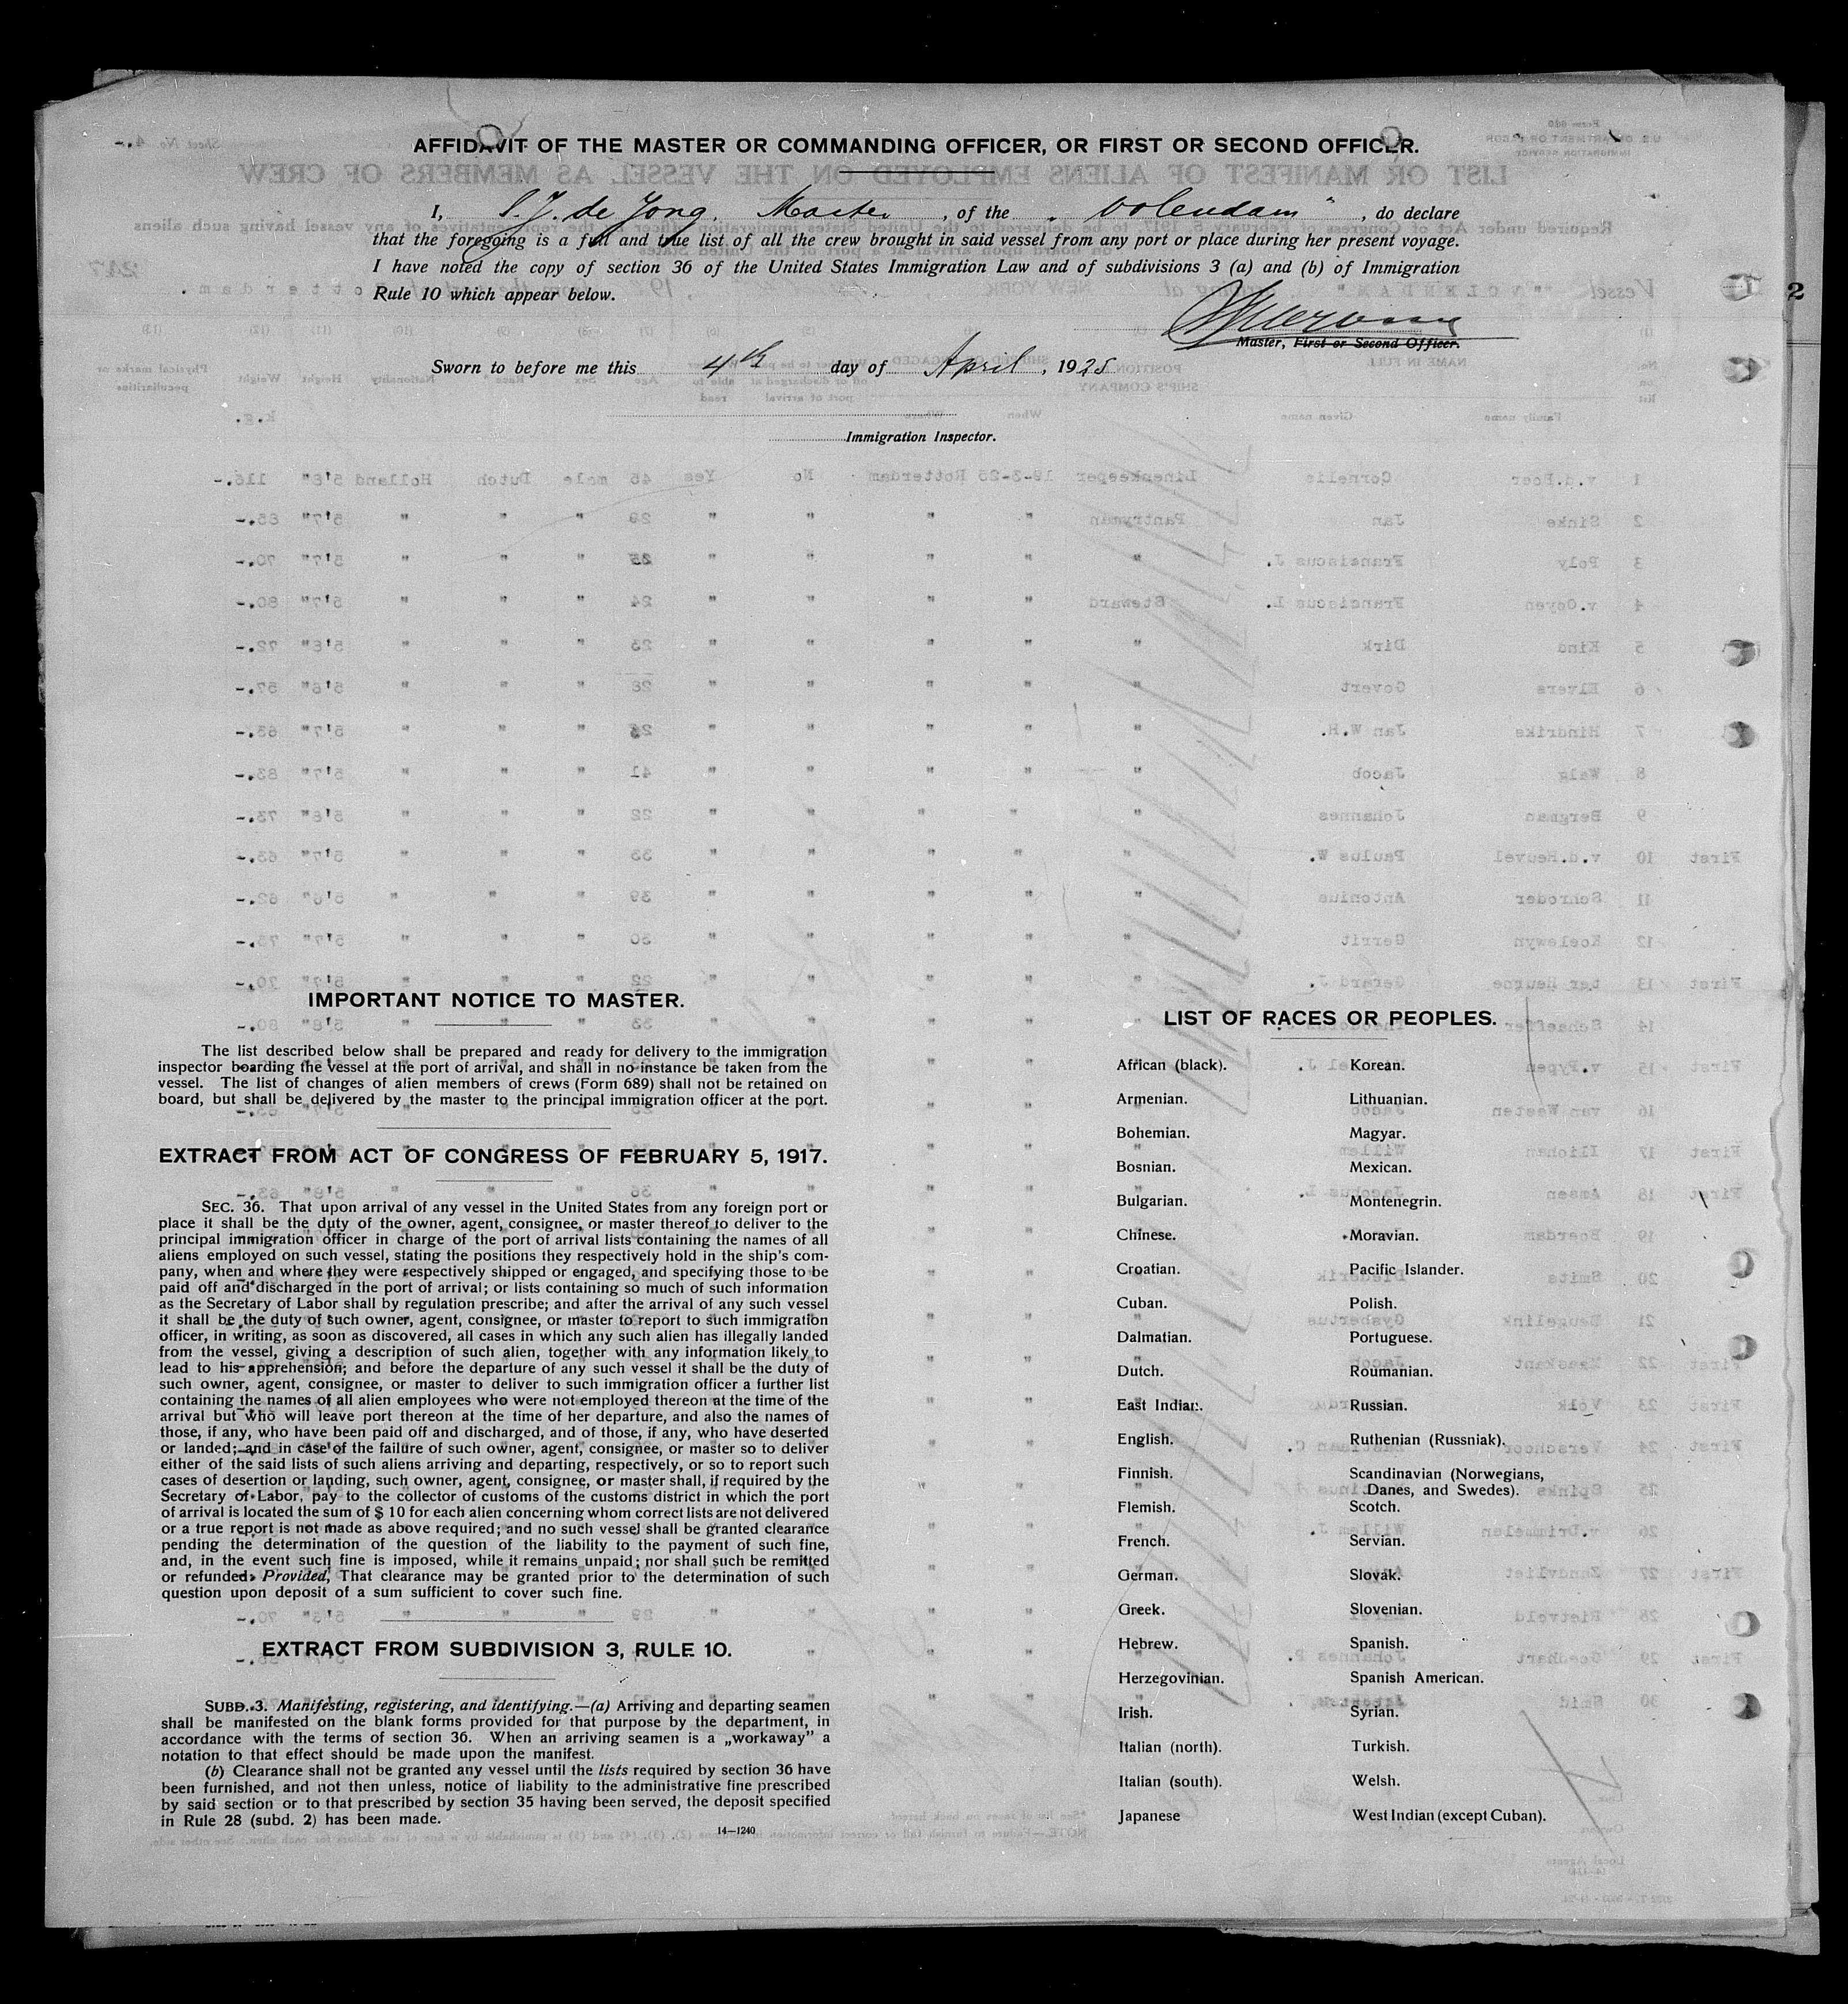 AFFIDAVIT OF THE MASTER OR COMMANDING OFFICER, OR FIRST OR SECOND OFFICER.
I, S. J. de Jong, Master, of the "Volendam", do declare
that the foregoing is a full and true list of all the crew brought in said vessel from any port or place during her present voyage.
I have noted the copy of section 36 of the United States Immigration Law and of subdivisions 3 (a) and (b) of Immigration
Rule 10 which appear below.
Master, First or Second Officer.
Sworn to before me this 4th day of April, 1925
Immigration Inspector.
2
IMPORTANT NOTICE TO MASTER.
The list described below shall be prepared and ready for delivery to the immigration
inspector boarding the vessel at the port of arrival, and shall in no instance be taken from the
vessel. The list of changes of alien members of crews (Form 689) shall not be retained on
board, but shall be delivered by the master to the principal immigration officer at the port.
EXTRACT FROM ACT OF CONGRESS OF FEBRUARY 5, 1917.
SEC. 36. That upon arrival of any vessel in the United States from any foreign port or
place it shall be the duty of the owner, agent, consignee, or master thereof to deliver to the
principal immigration officer in charge of the port of arrival lists containing the names of all
aliens employed on such vessel, stating the positions they respectively hold in the ship's com-
pany, when and where they were respectively shipped or engaged, and specifying those to be
paid off and discharged in the port of arrival; or lists containing so much of such information
as the Secretary of Labor shall by regulation prescribe; and after the arrival of any such vessel
it shall be the duty of such owner, agent, consignee, or master to report to such immigration
officer, in writing, as soon as discovered, all cases in which any such alien has illegally landed
from the vessel, giving a description of such alien, together with any information likely to
lead to his apprehension; and before the departure of any such vessel it shall be the duty of
such owner, agent, consignee, or master to deliver to such immigration officer a further list
containing the names of all alien employees who were not employed thereon at the time of the
arrival but who will leave port thereon at the time of her departure, and also the names of
those, if any, who have been paid off and discharged, and of those, if any, who have deserted
or landed; and in case of the failure of such owner, agent, consignee, or master so to deliver
either of the said lists of such aliens arriving and departing, respectively, or so to report such
cases of desertion or landing, such owner, agent, consignee, or master shall, if required by the
Secretary of Labor, pay to the collector of customs of the customs district in which the port
of arrival is located the sum of $ 10 for each alien concerning whom correct lists are not delivered
or a true report is not made as above required; and no such vessel shall be granted clearance
pending the determination of the question of the liability to the payment of such fine,
and, in the event such fine is imposed, while it remains unpaid; nor shall such be remitted
or refunded: Provided, That clearance may be granted prior to the determination of such
question upon deposit of a sum sufficient to cover such fine.
EXTRACT FROM SUBDIVISION 3, RULE 10.
SUBD. 3. Manifesting, registering, and identifying.—(a) Arriving and departing seamen
shall be manifested on the blank forms provided for that purpose by the department, in
accordance with the terms of section 36. When an arriving seamen is a „workaway" a
notation to that effect should be made upon the manifest.
(b) Clearance shall not be granted any vessel until the lists required by section 36 have
been furnished, and not then unless, notice of liability to the administrative fine prescribed
by said section or to that prescribed by section 35 having been served, the deposit specified
in Rule 28 (subd. 2) has been made.
14—1240
LIST OF RACES OR PEOPLES.
African (black). Korean.
Armenian. Lithuanian.
Bohemian. Magyar.
Bosnian. Mexican.
Bulgarian. Montenegrin.
Chinese. Moravian.
Croatian. Pacific Islander.
Cuban. Polish.
Dalmatian. Portuguese.
Dutch. Roumanian.
East Indian. Russian.
English. Ruthenian (Russniak).
Finnish. Scandinavian (Norwegians,
Danes, and Swedes).
Flemish. Scotch.
French. Servian.
German. Slovak.
Greek. Slovenian.
Hebrew. Spanish.
Herzegovinian. Spanish American.
Irish. Syrian.
Italian (north). Turkish.
Italian (south). Welsh.
Japanese West Indian (except Cuban).